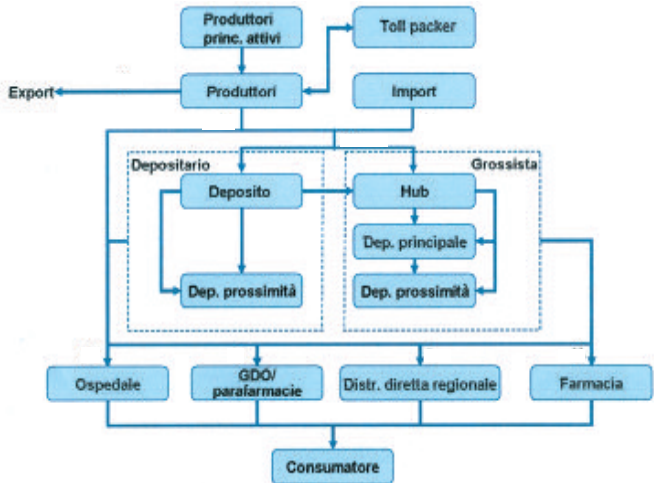 Produttori
princ. attivi
Toll packer
Export
Produttori
Import
Depositario
Grossista
Deposito
Hub
Dep. principale
Dep. prossimità
Dep. prossimità
Ospedale
GDO/
parafarmacie
Distr. diretta regionale
Farmacia
Consumatore